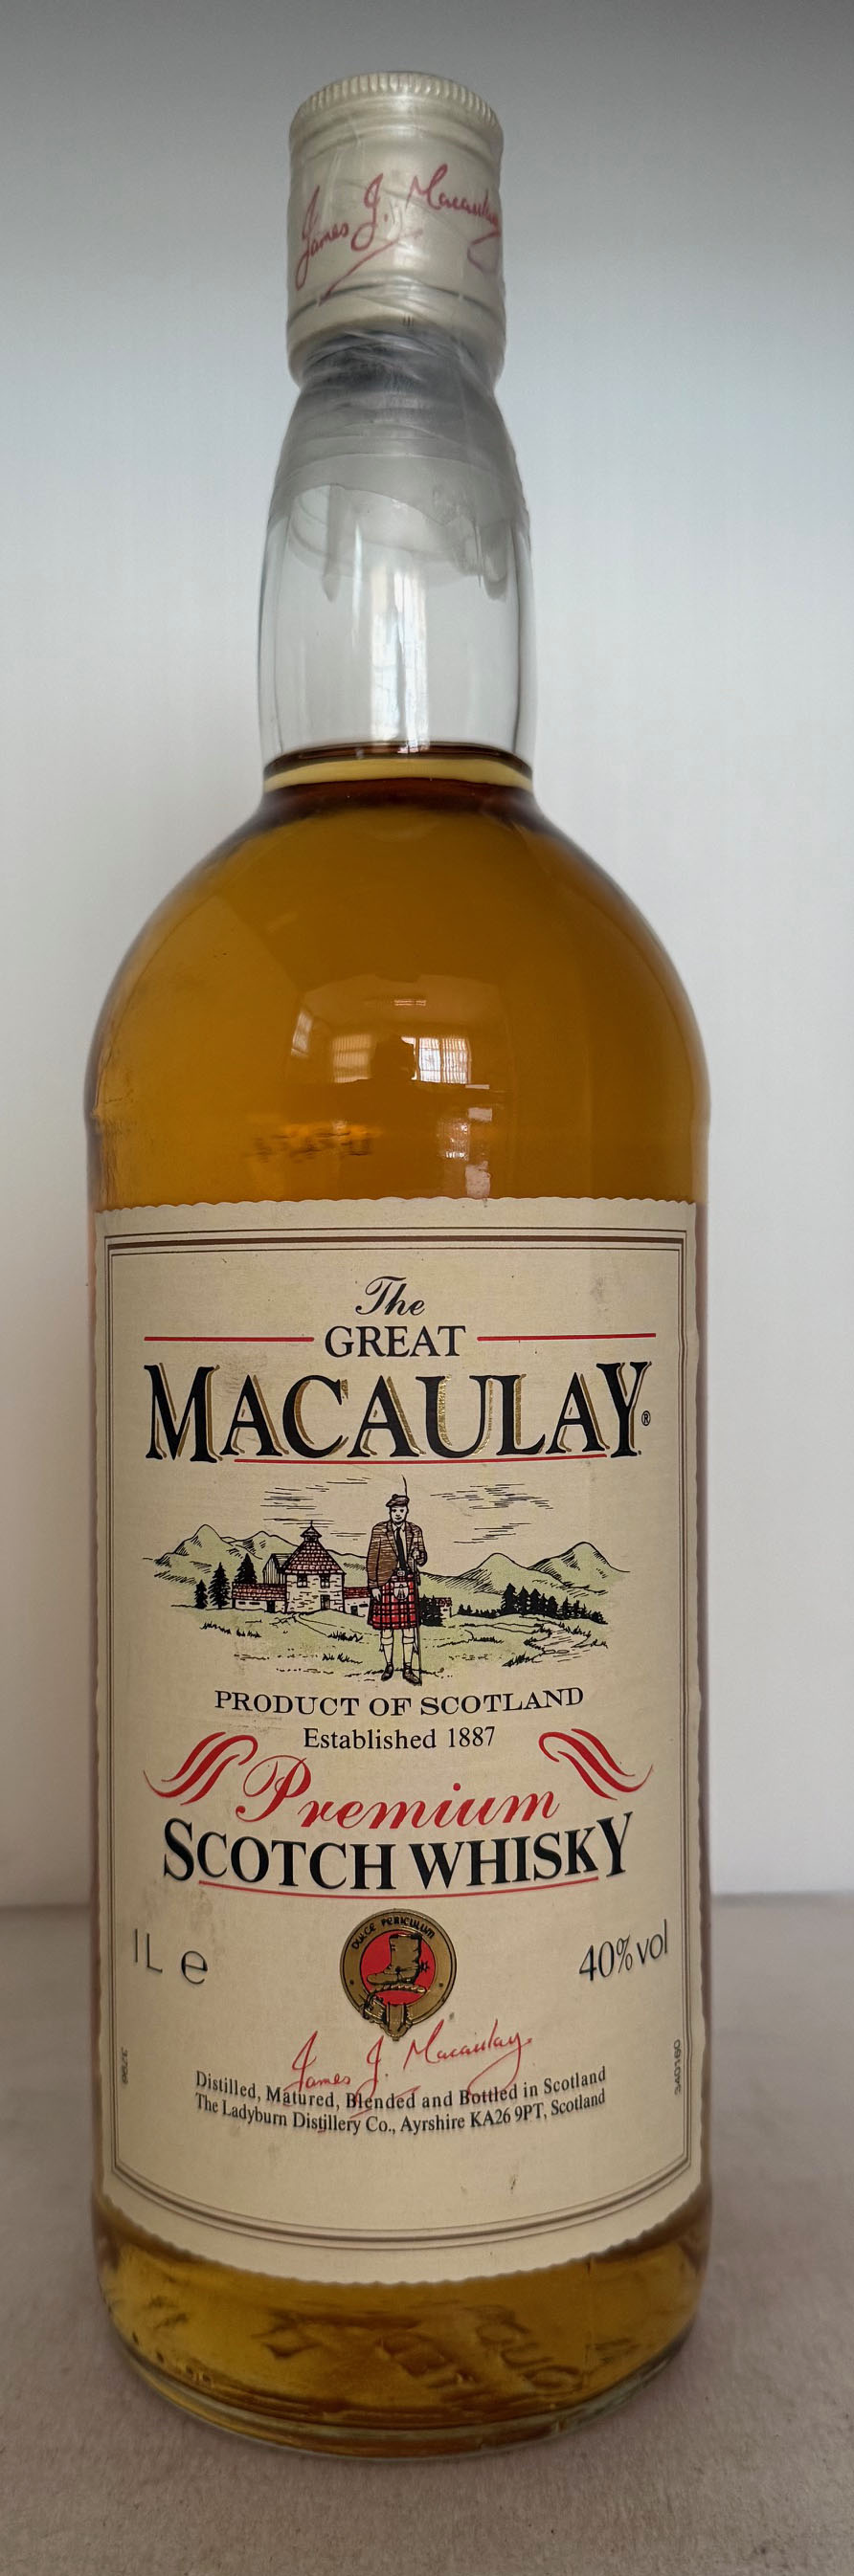 James J. Macaulay
The
GREAT
MACAULAY®
PRODUCT OF SCOTLAND
Established 1887
Premium
SCOTCH WHISKY
DULCE PERICULUM
1L e
40% vol
James J. Macaulay
Distilled, Matured, Blended and Bottled in Scotland
The Ladyburn Distillery Co., Ayrshire KA26 9PT, Scotland
340160